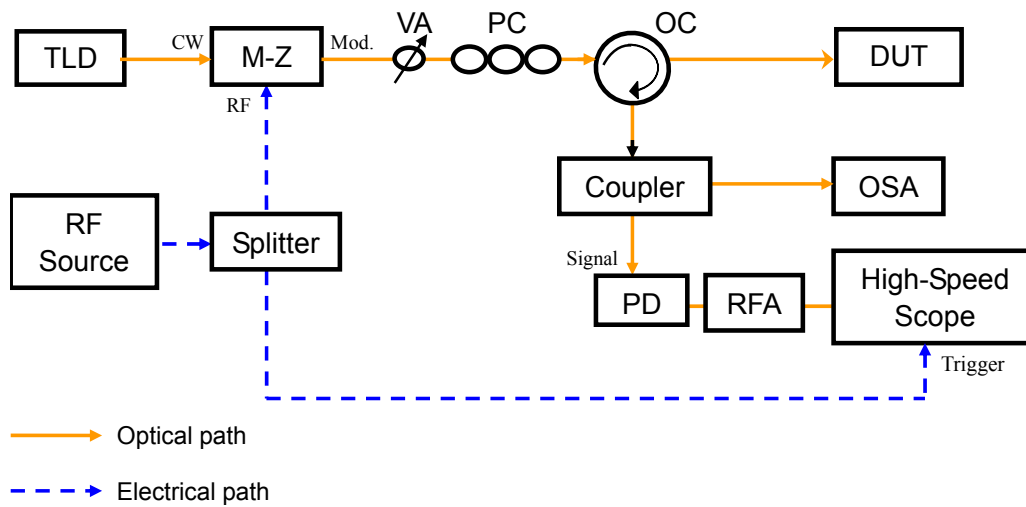 VA
PC
OC
TLD
CW
M-Z
Mod.
DUT
RF
Coupler
OSA
RF
Source
Splitter
Signal
PD
RFA
High-Speed
Scope
Trigger
Optical path
Electrical path